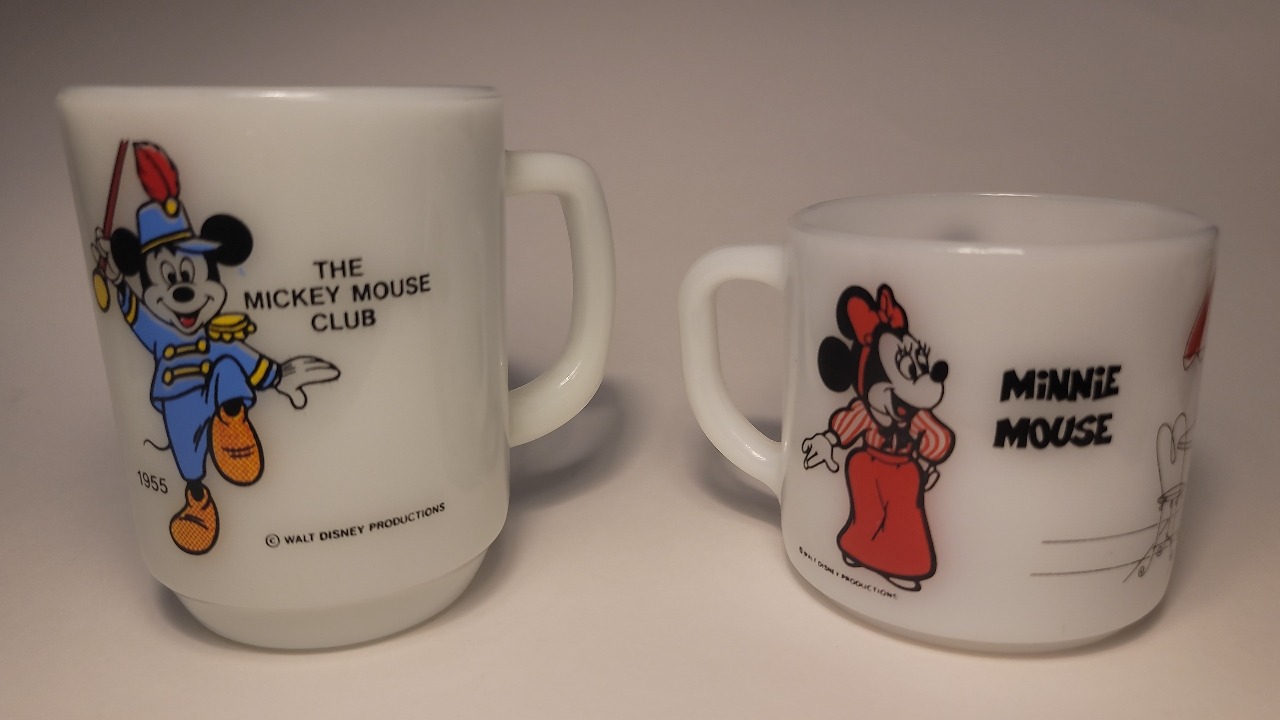 THE
MICKEY MOUSE
CLUB
1955
© WALT DISNEY PRODUCTIONS
MiNNiE
MOUSE
© WALT DISNEY PRODUCTIONS